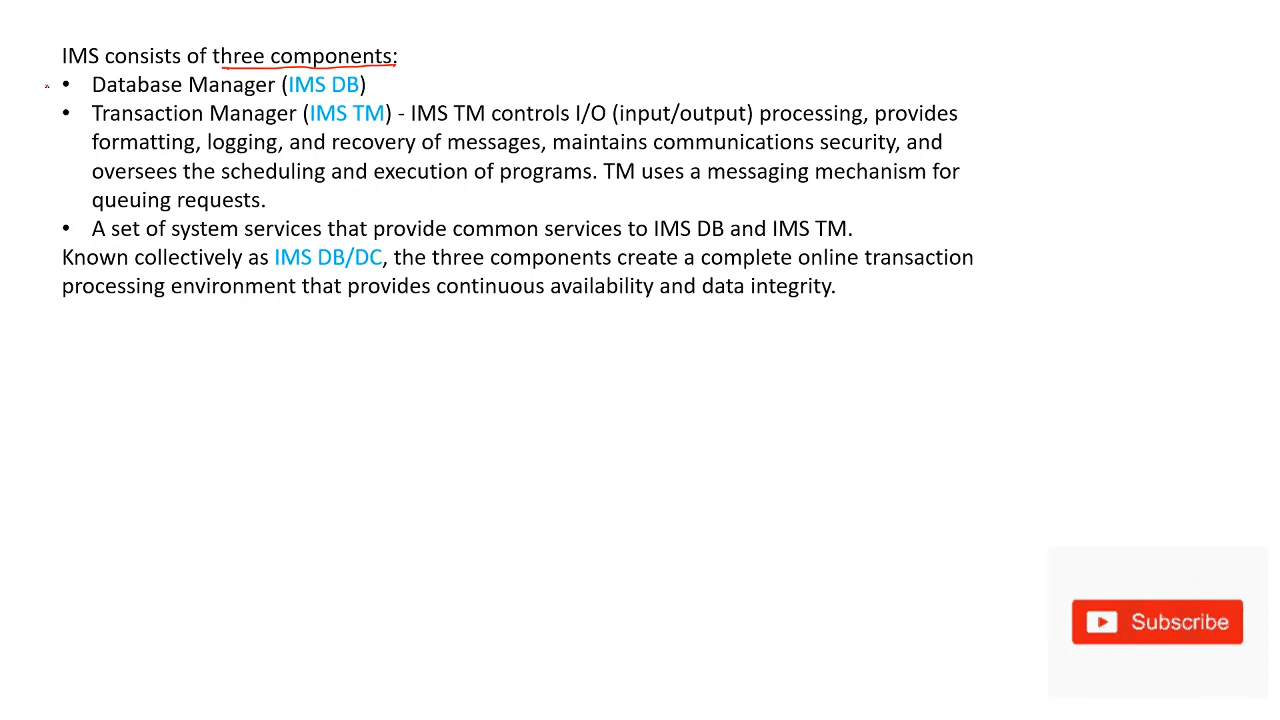 IMS consists of three components:
• Database Manager (IMS DB)
• Transaction Manager (IMS TM) - IMS TM controls I/O (input/output) processing, provides
formatting, logging, and recovery of messages, maintains communications security, and
oversees the scheduling and execution of programs. TM uses a messaging mechanism for
queuing requests.
• A set of system services that provide common services to IMS DB and IMS TM.
Known collectively as IMS DB/DC, the three components create a complete online transaction
processing environment that provides continuous availability and data integrity.
Subscribe